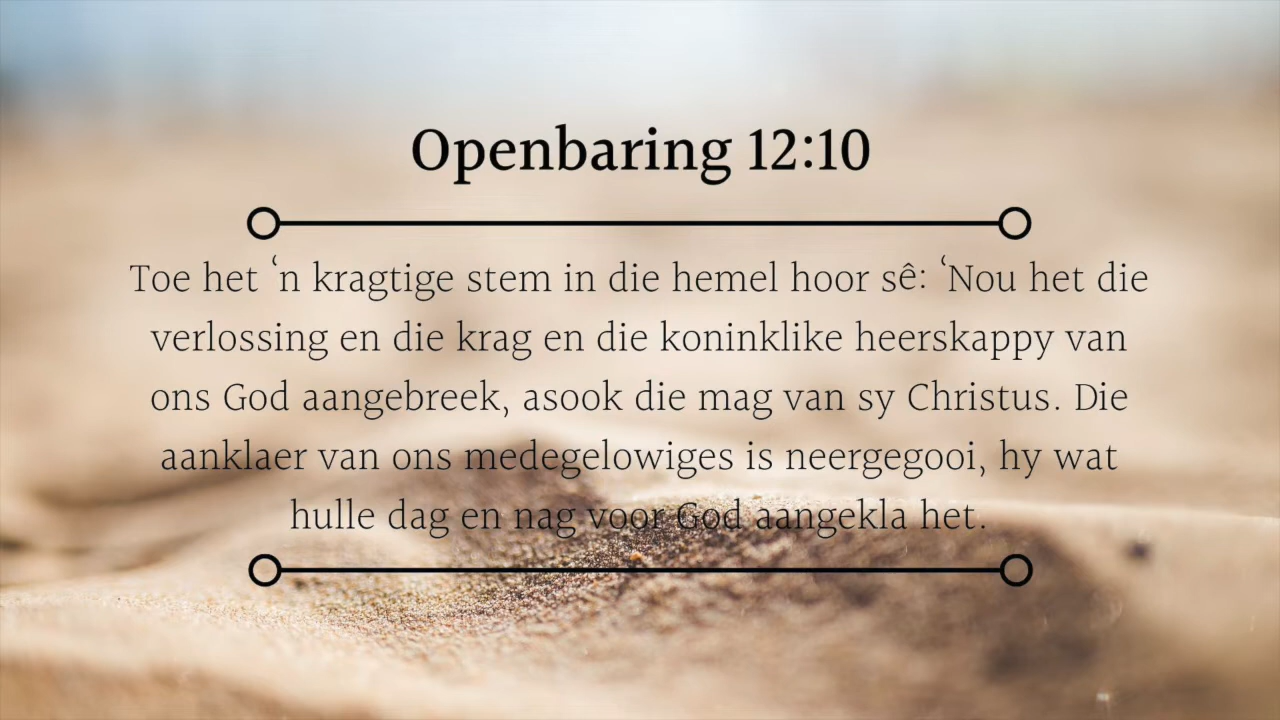 Openbaring 12:10
Toe het ‘n kragtige stem in die hemel hoor sê: ‘Nou het die
verlossing en die krag en die koninklike heerskappy van
ons God aangebreek, asook die mag van sy Christus. Die
aanklaer van ons medegelowiges is neergegooi, hy wat
hulle dag en nag voor God aangekla het.